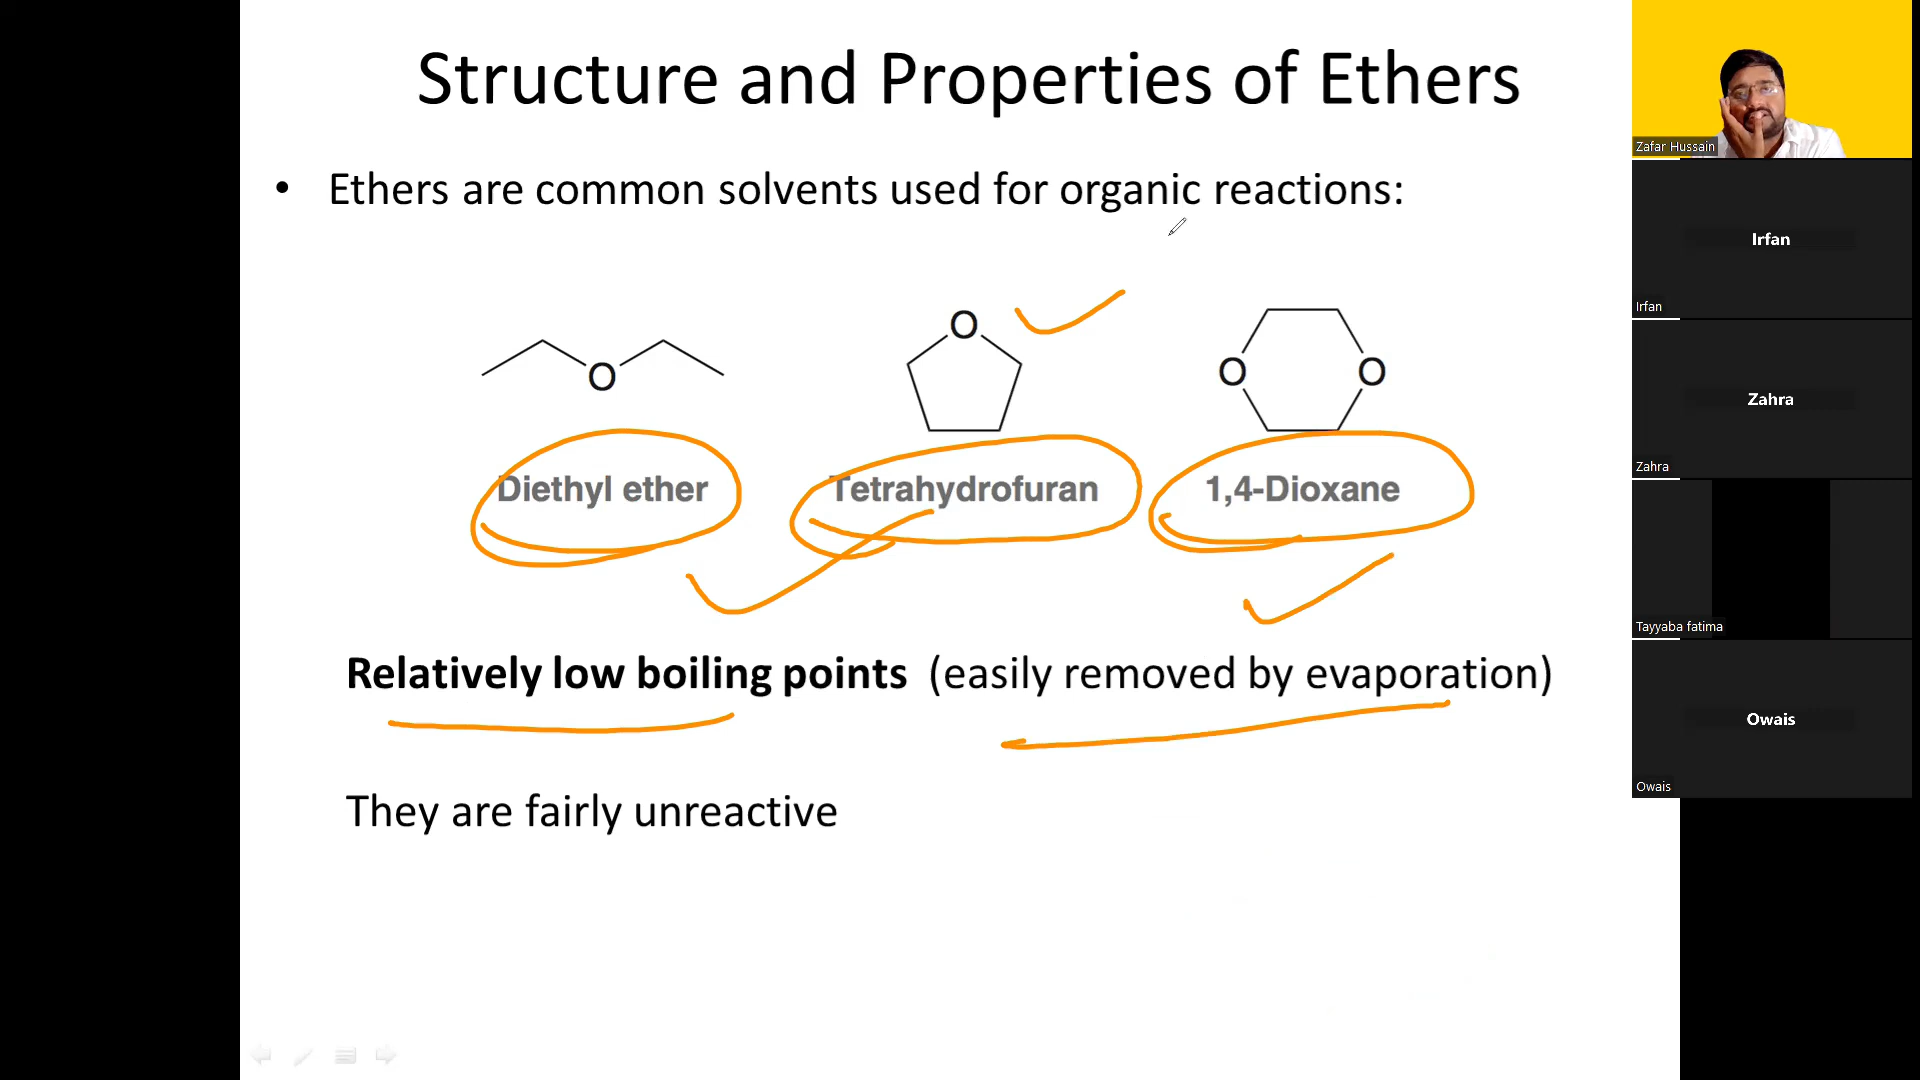 Structure and Properties of Ethers
• Ethers are common solvents used for organic reactions:
O
O
O O
Diethyl ether
Tetrahydrofuran
1,4-Dioxane
Relatively low boiling points (easily removed by evaporation)
They are fairly unreactive
Zafar Hussain
Irfan
Irfan
Zahra
Zahra
Tayyaba fatima
Owais
Owais